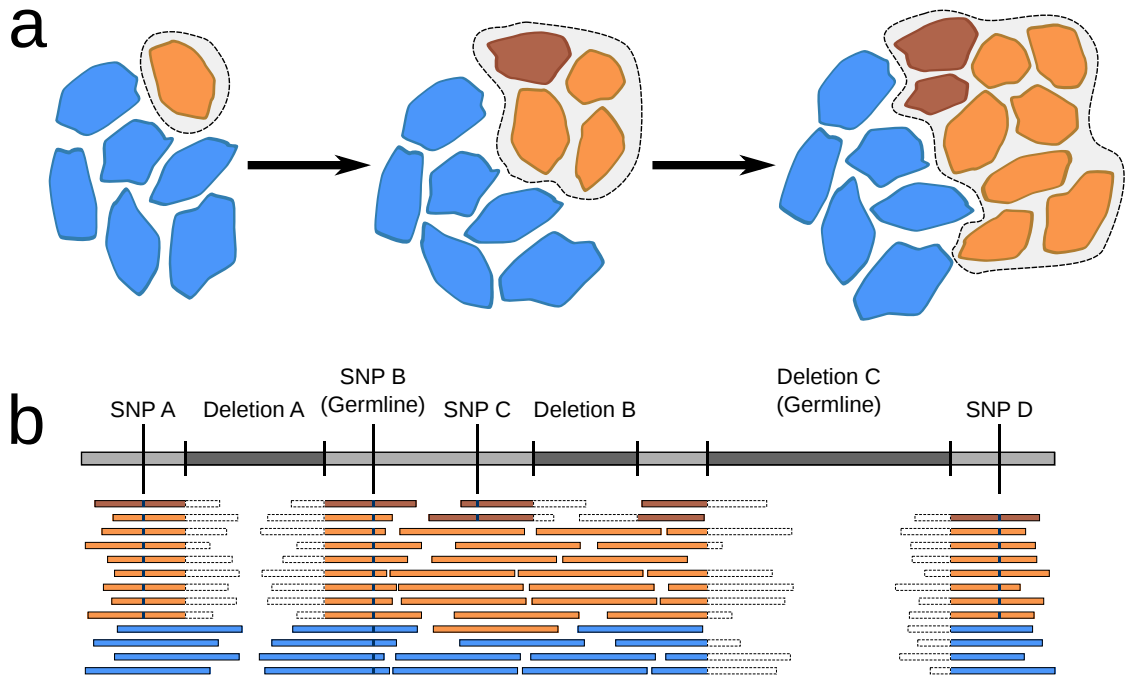 a
b
SNP A
Deletion A
SNP B
(Germline)
SNP C
Deletion B
Deletion C
(Germline)
SNP D